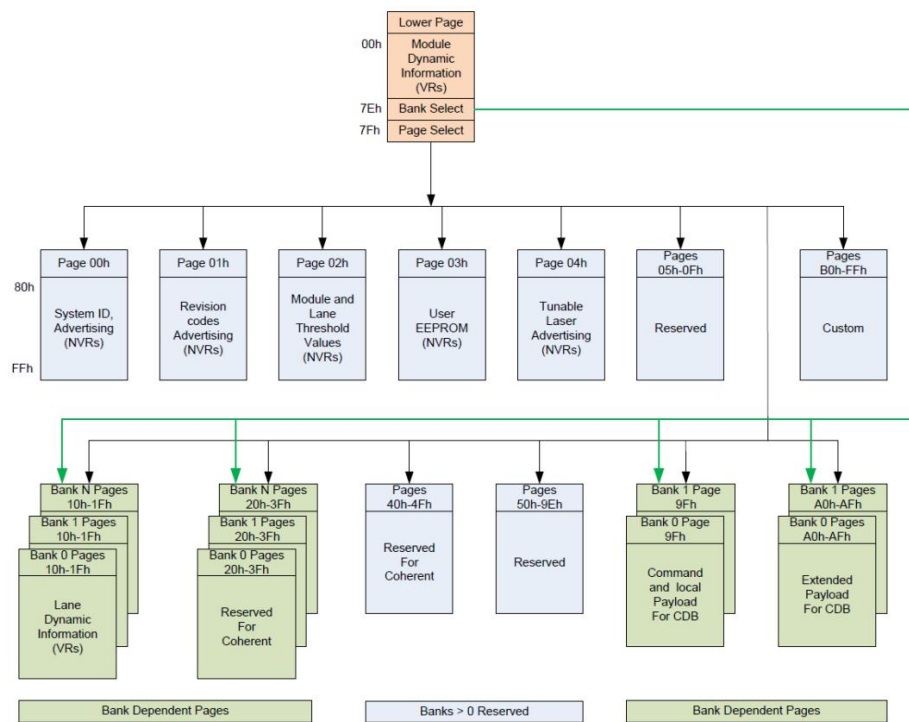 Lower Page
00h
Module
Dynamic
Information
(VRs)
7Eh
Bank Select
7Fh
Page Select
Page 00h
80h
System ID,
Advertising
(NVRs)
FFh
Page 01h
Revision
codes
Advertising
(NVRs)
Page 02h
Module and
Lane
Threshold
Values
(NVRs)
Page 03h
User
EEPROM
(NVRs)
Page 04h
Tunable
Laser
Advertising
(NVRs)
Pages
05h-0Fh
Reserved
Pages
B0h-FFh
Custom
Bank N Pages
10h-1Fh
Bank 1 Pages
10h-1Fh
Bank 0 Pages
10h-1Fh
Lane
Dynamic
Information
(VRs)
Bank N Pages
20h-3Fh
Bank 1 Pages
20h-3Fh
Bank 0 Pages
20h-3Fh
Reserved
For
Coherent
Pages
40h-4Fh
Reserved
For
Coherent
Pages
50h-9Eh
Reserved
Bank 1 Page
9Fh
Bank 0 Page
9Fh
Command
and local
Payload
For CDB
Bank 1 Pages
A0h-AFh
Bank 0 Pages
A0h-AFh
Extended
Payload
For CDB
Bank Dependent Pages
Banks > 0 Reserved
Bank Dependent Pages